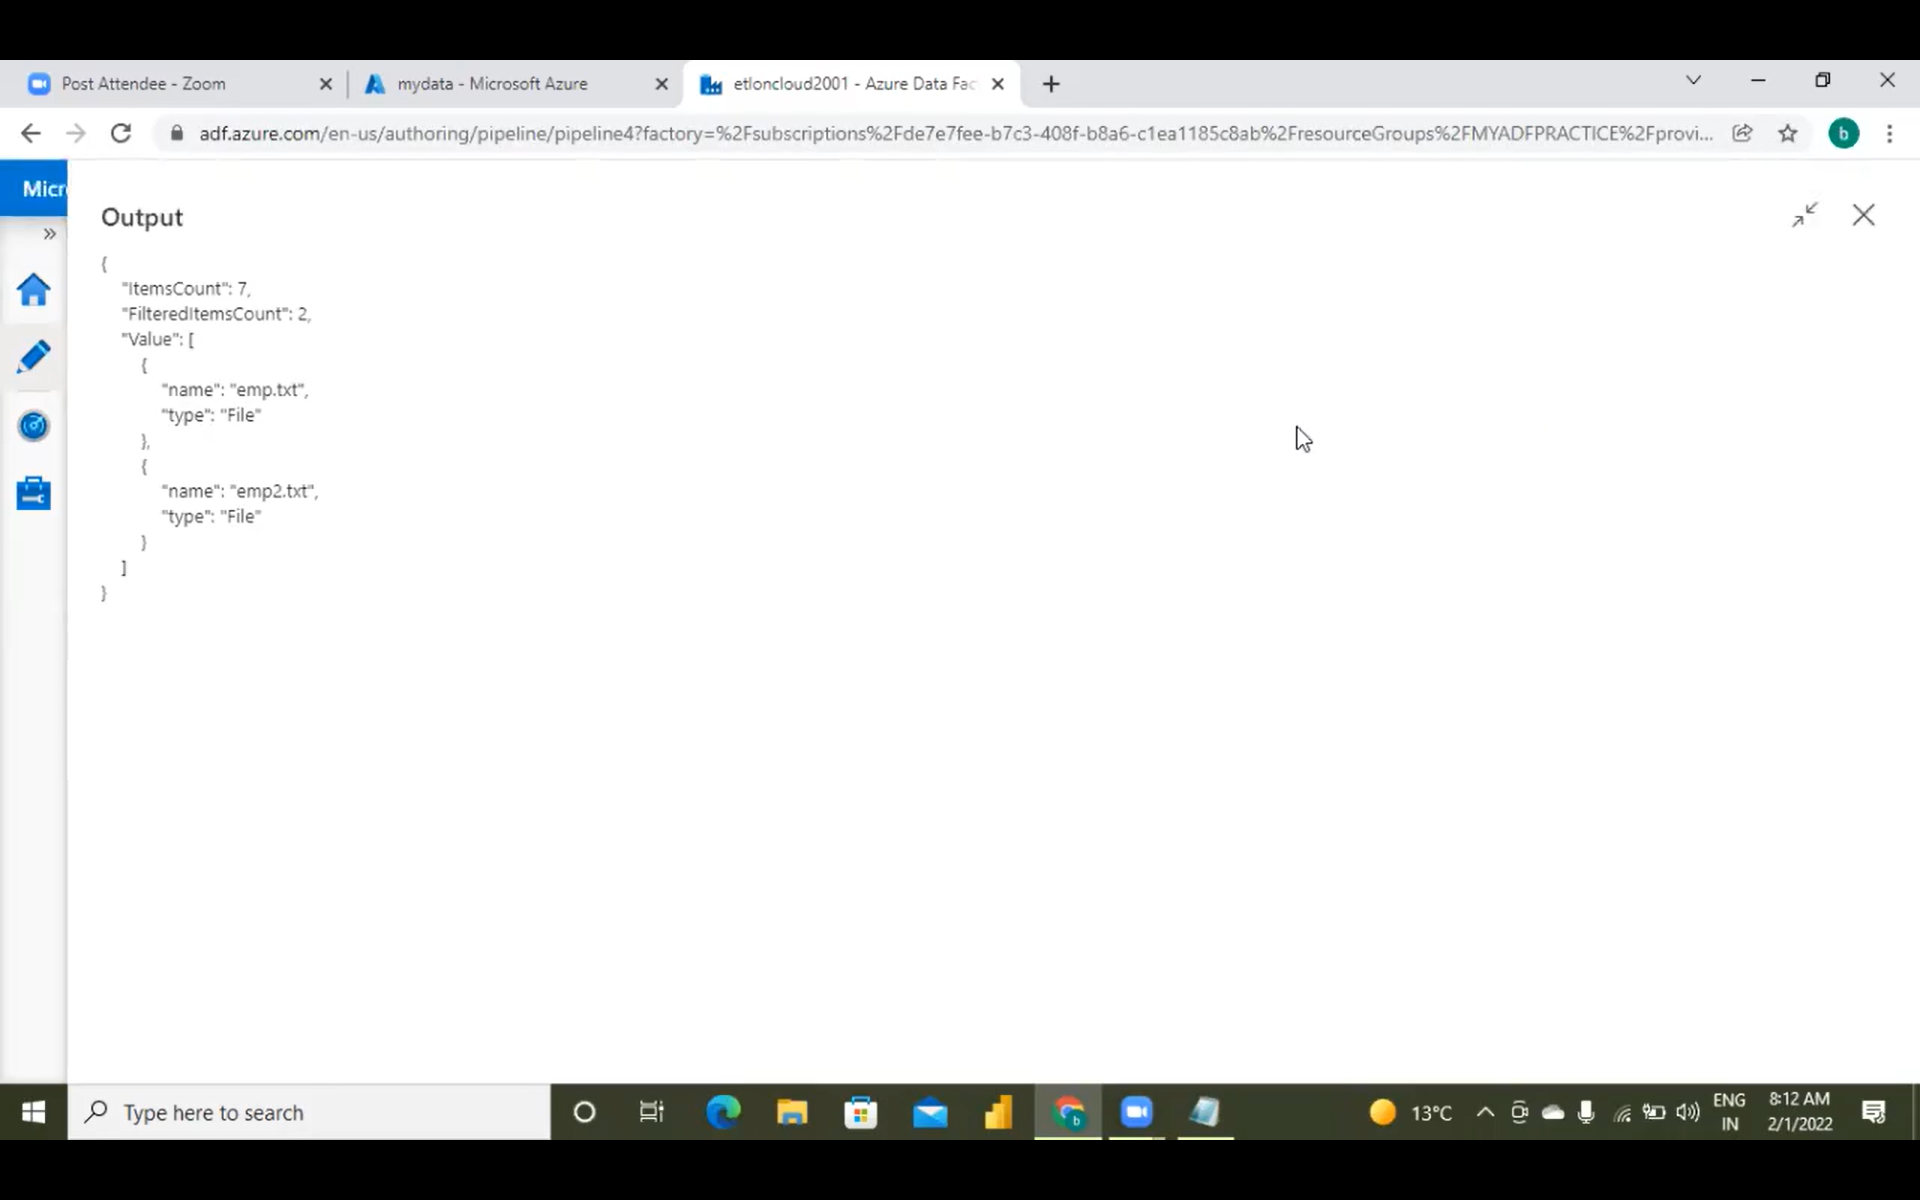 Post Attendee - Zoom
mydata - Microsoft Azure
etloncloud2001 - Azure Data Fac
adf.azure.com/en-us/authoring/pipeline/pipeline4?factory=%2Fsubscriptions%2Fde7e7fee-b7c3-408f-b8a6-c1ea1185c8ab%2FresourceGroups%2FMYADFPRACTICE%2Fprovi...
b
Micr
Output
{
"ItemsCount": 7,
"FilteredItemsCount": 2,
"Value": [
{
"name": "emp.txt",
"type": "File"
},
{
"name": "emp2.txt",
"type": "File"
}
]
}
Type here to search
b
13°C
ENG
IN
8:12 AM
2/1/2022